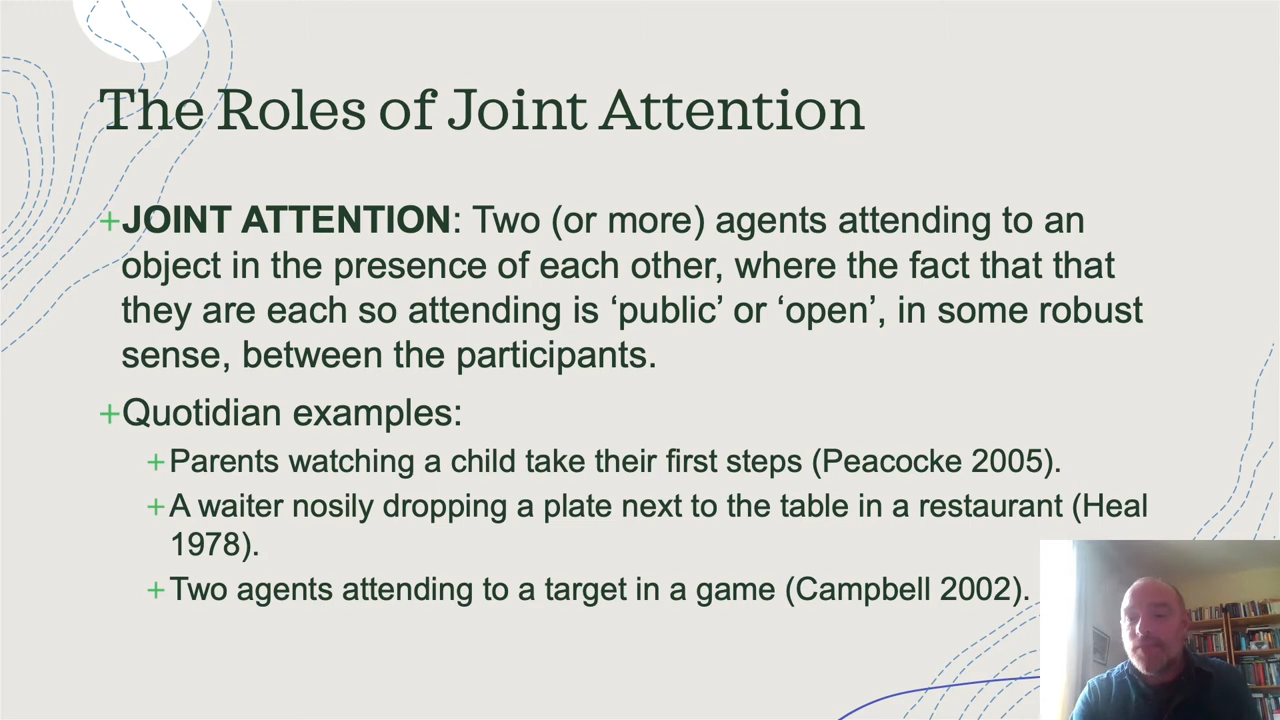 The Roles of Joint Attention
+JOINT ATTENTION: Two (or more) agents attending to an
object in the presence of each other, where the fact that that
they are each so attending is ‘public’ or ‘open’, in some robust
sense, between the participants.
+Quotidian examples:
+Parents watching a child take their first steps (Peacocke 2005).
+A waiter nosily dropping a plate next to the table in a restaurant (Heal
1978).
+Two agents attending to a target in a game (Campbell 2002).